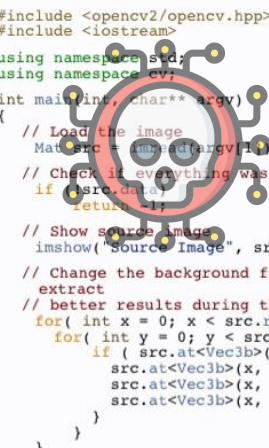 #include <opencv2/opencv.hpp>
#include <iostream>
using namespace std;
using namespace cv;
int main(int, char** argv)
{
// Load the image
Mat src = imread(argv[1])
// Check if everything was
if (!src.data)
return -1;
// Show source image
imshow("Source Image", sr
// Change the background f
extract
// better results during t
for( int x = 0; x < src.r
for( int y = 0; y < src
if ( src.at<Vec3b>(
src.at<Vec3b>(x,
src.at<Vec3b>(x,
src.at<Vec3b>(x,
}
}